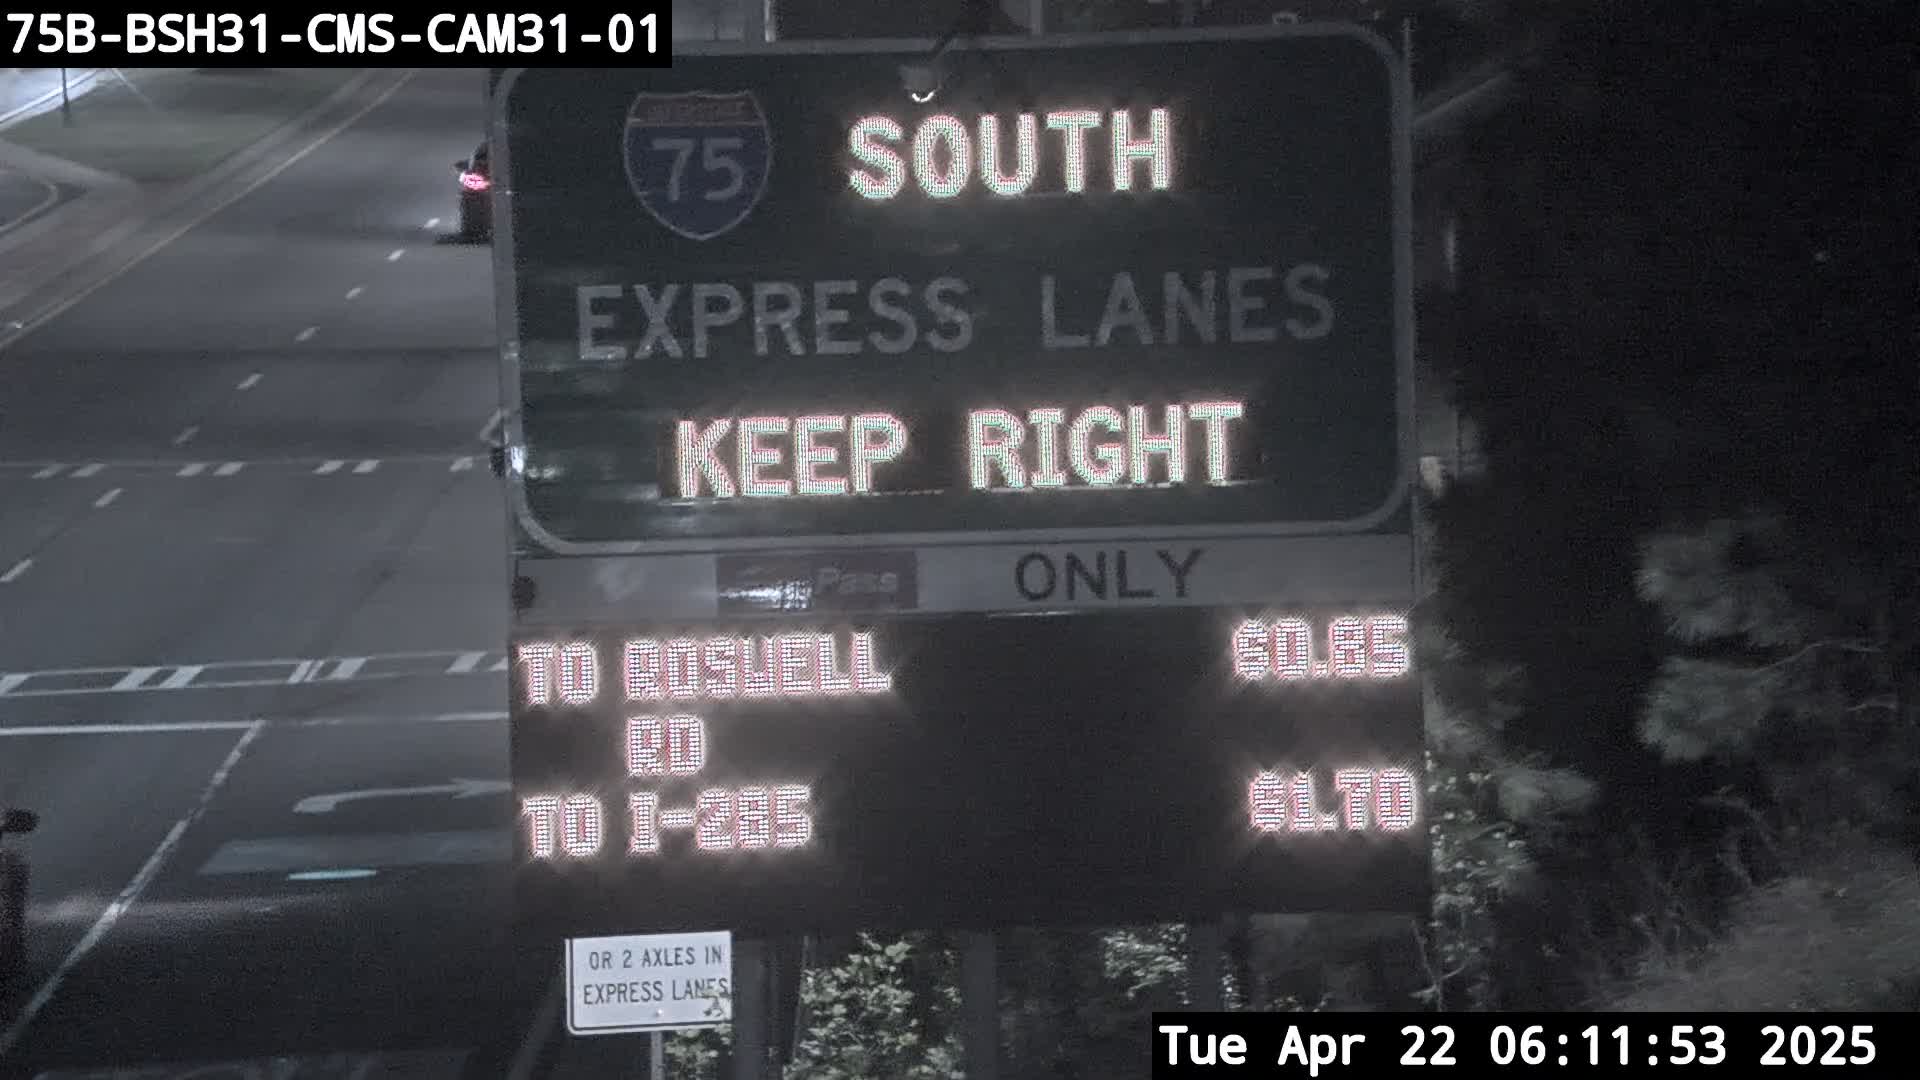 75B-BSH31-CMS-CAM31-01
INTERSTATE
75
SOUTH
EXPRESS LANES
KEEP RIGHT
Pass ONLY
TO ROSWELL $0.85
RD
TO I-285 $1.70
OR 2 AXLES IN
EXPRESS LANES
Tue Apr 22 06:11:53 2025